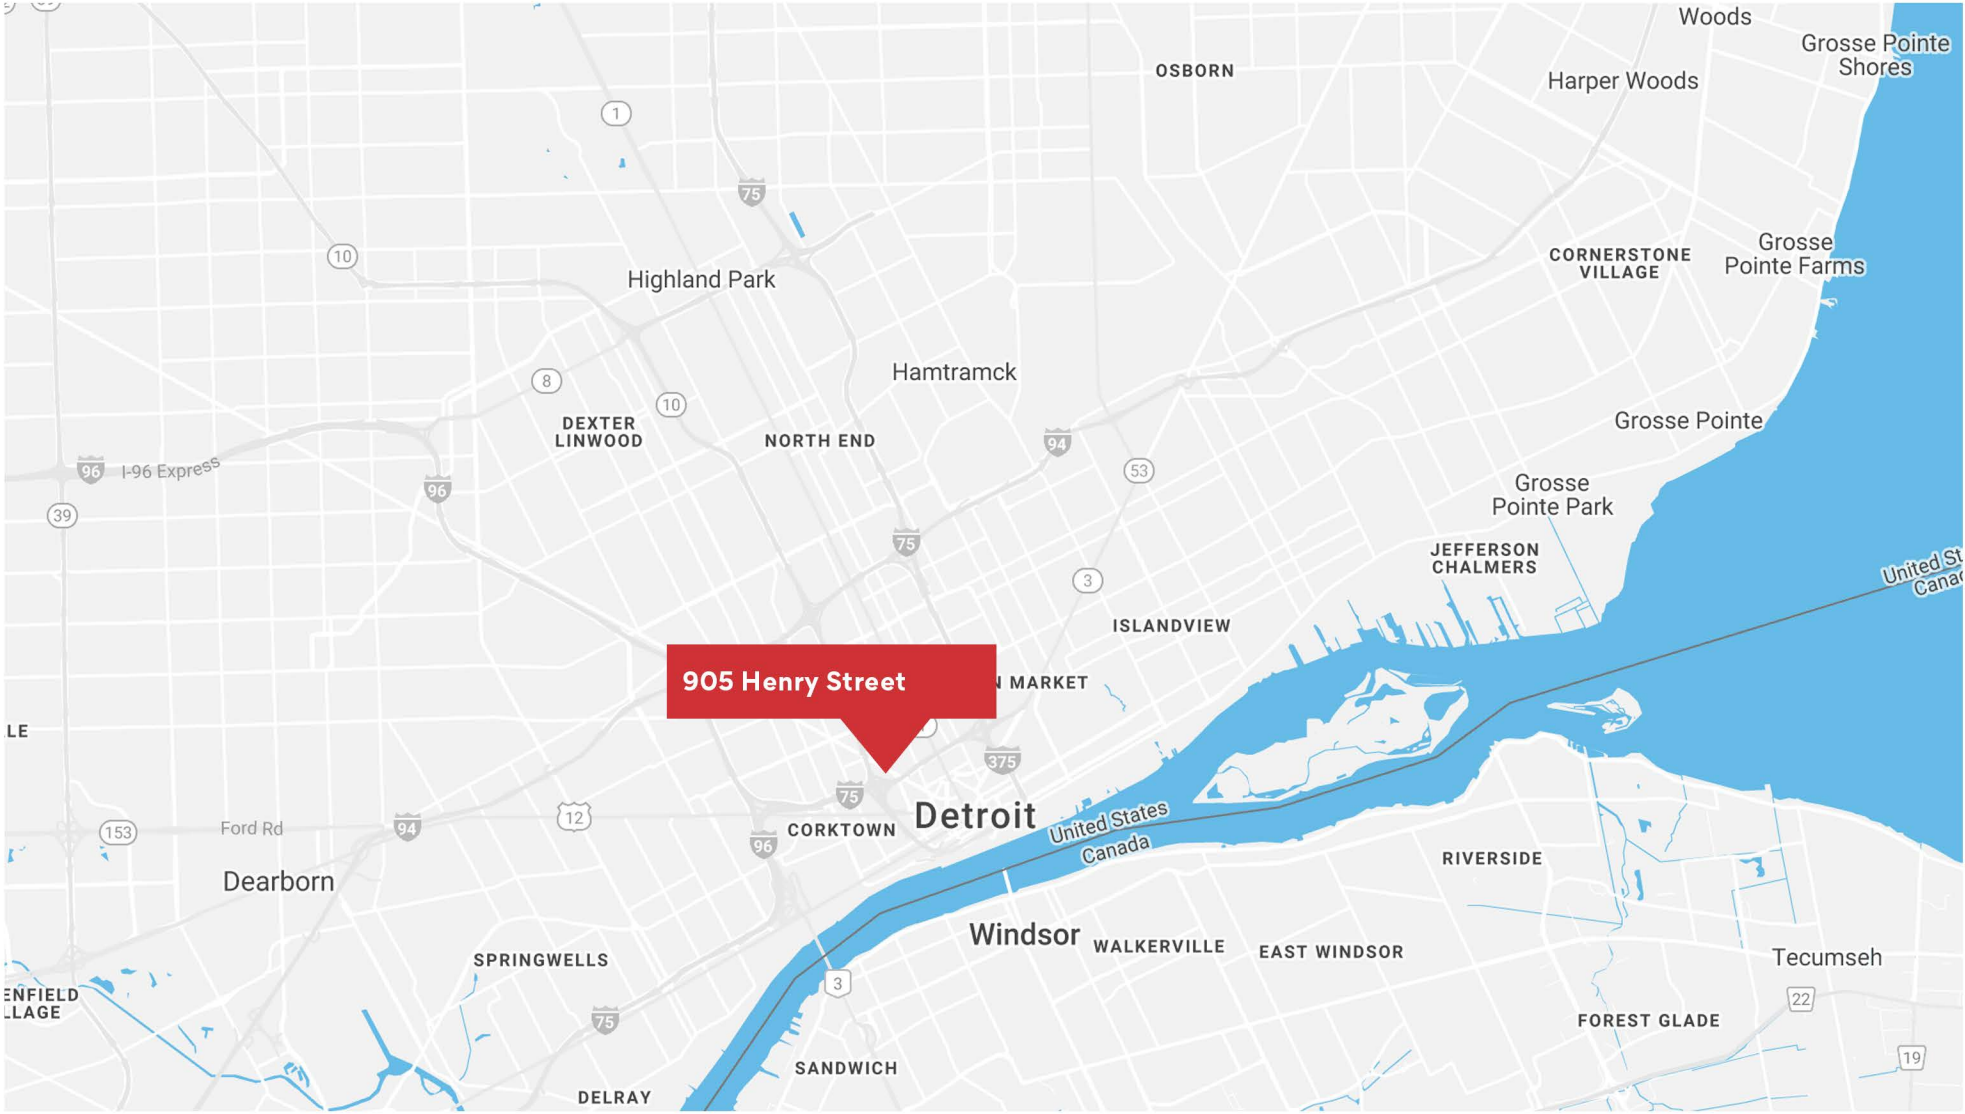 Woods
Grosse Pointe
Shores
OSBORN
Harper Woods
1
75
10
CORNERSTONE
VILLAGE
Grosse
Pointe Farms
Highland Park
Hamtramck
8
10
DEXTER
LINWOOD
NORTH END
94
Grosse Pointe
96
I-96 Express
96
53
Grosse
Pointe Park
39
75
JEFFERSON
CHALMERS
United St
Canad
3
ISLANDVIEW
905 Henry Street
N MARKET
LE
375
75
Detroit
United States
Canada
12
CORKTOWN
153
Ford Rd
94
96
RIVERSIDE
Dearborn
Windsor
WALKERVILLE
EAST WINDSOR
Tecumseh
SPRINGWELLS
3
ENFIELD
LLAGE
22
75
FOREST GLADE
19
SANDWICH
DELRAY